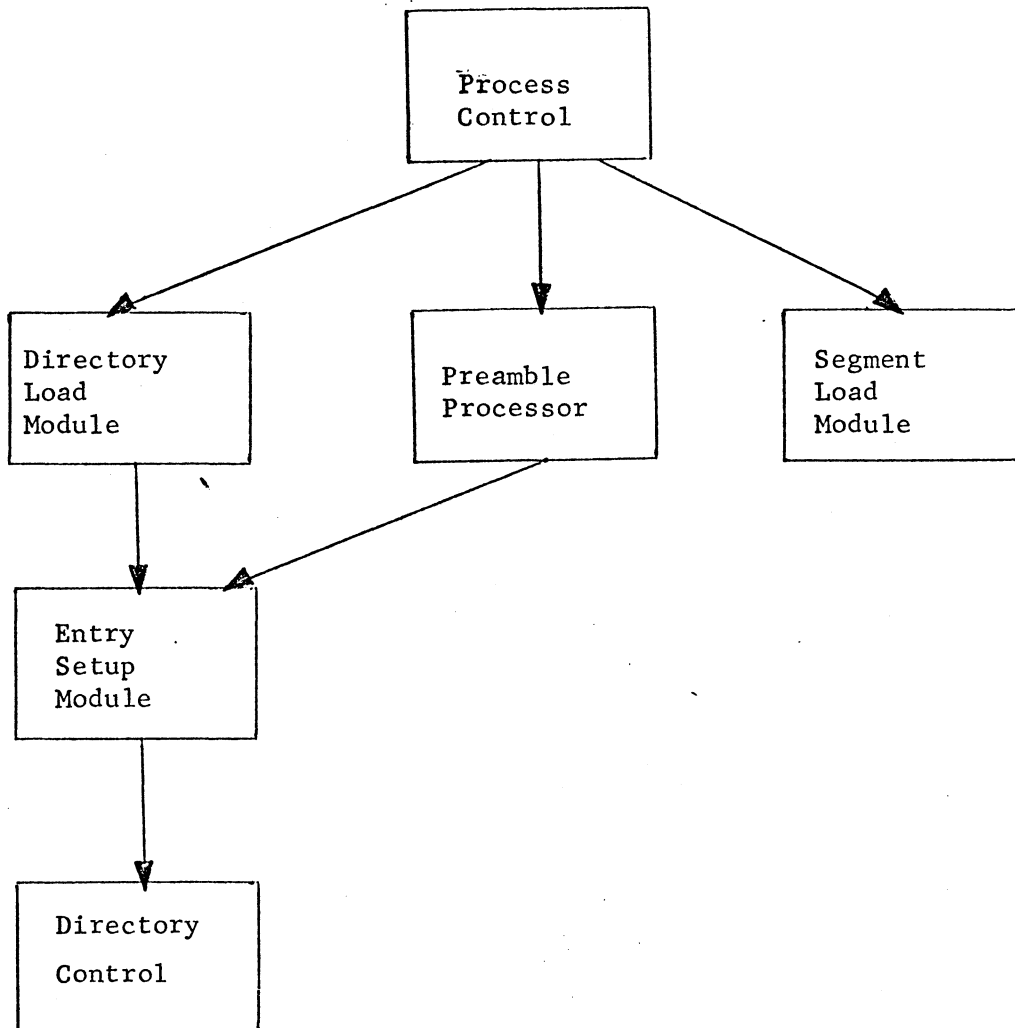 Process
Control
Directory
Load
Module
Preamble
Processor
Segment
Load
Module
Entry
Setup
Module
Directory
Control